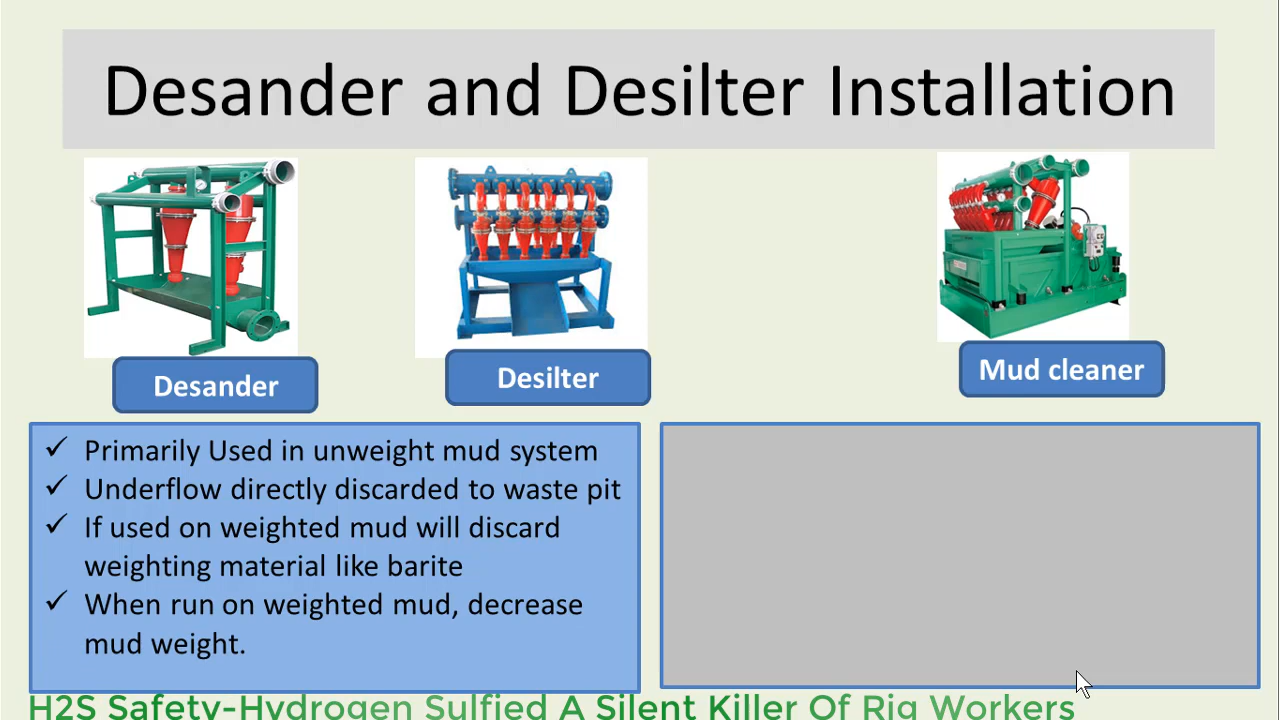 Desander and Desilter Installation
Desander
Desilter
Mud cleaner
✓ Primarily Used in unweight mud system
✓ Underflow directly discarded to waste pit
✓ If used on weighted mud will discard
weighting material like barite
✓ When run on weighted mud, decrease
mud weight.
H2S Safety-Hydrogen Sulfied A Silent Killer Of Rig Workers